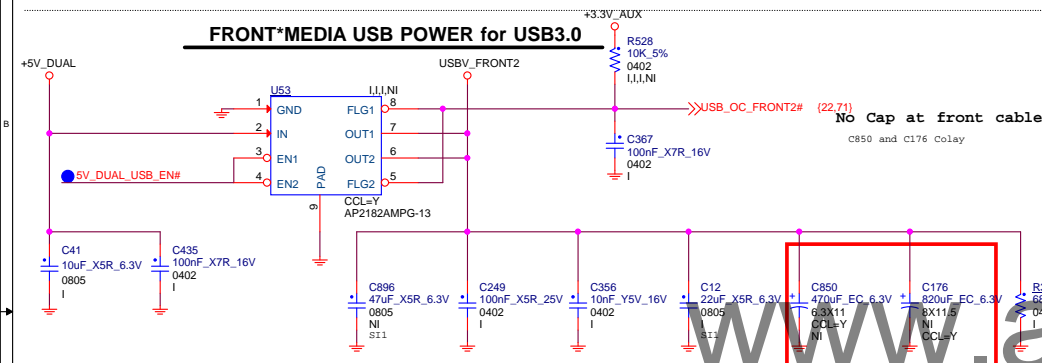 FRONT*MEDIA USB POWER for USB3.0
+3.3V_AUX
R528
10K_5%
0402
I,I,I,NI
+5V_DUAL
USBV_FRONT2
U53
I,I,I,NI
1
GND
FLG1
8
2
IN
OUT1
7
3
EN1
OUT2
6
4
EN2
FLG2
5
PAD
9
CCL=Y
AP2182AMPG-13
5V_DUAL_USB_EN#
USB_OC_FRONT2#
{22,71}
No Cap at front cable
C850 and C176 Colay
B
C367
100nF_X7R_16V
0402
I
C41
10uF_X5R_6.3V
0805
I
C435
100nF_X7R_16V
0402
I
C896
47uF_X5R_6.3V
0805
NI
SI1
C249
100nF_X5R_25V
0402
I
C356
10nF_Y5V_16V
0402
I
C12
22uF_X5R_6.3V
0805
I
SI1
C850
470uF_EC_6.3V
6.3X11
CCL=Y
NI
C176
820uF_EC_6.3V
8X11.5
NI
CCL=Y
I
www.a